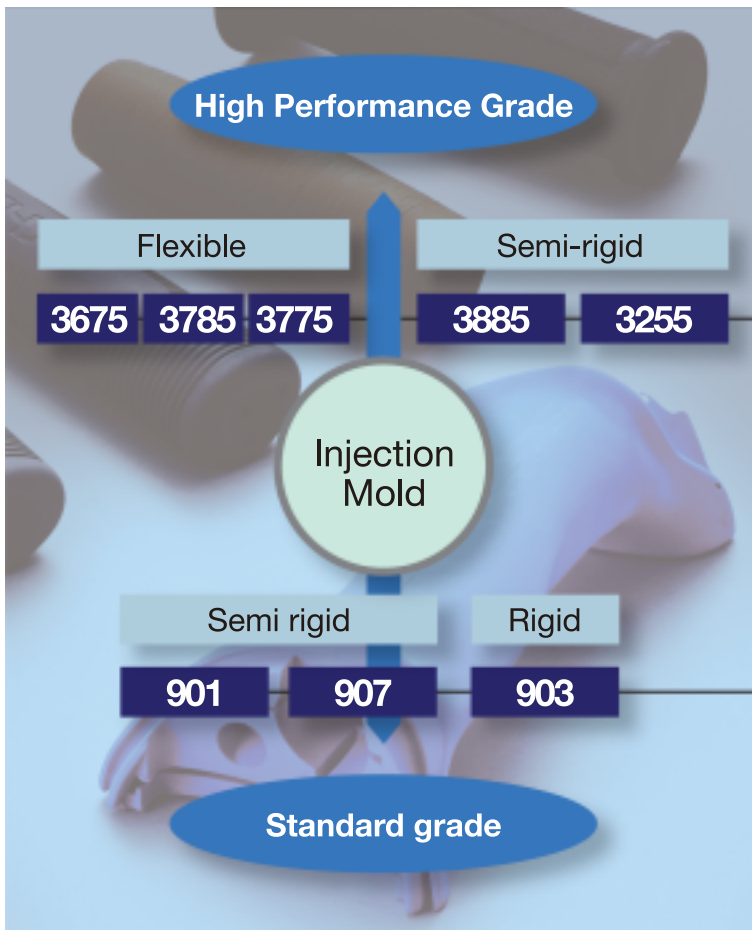 High Performance Grade
Flexible
Semi-rigid
3675 3785 3775
3885 3255
Injection
Mold
Semi rigid
Rigid
901 907
903
Standard grade